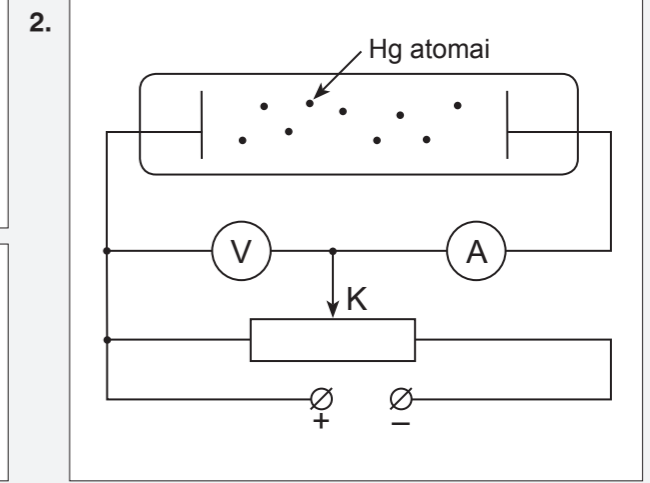 2.
Hg atomai
V
A
K
+
–